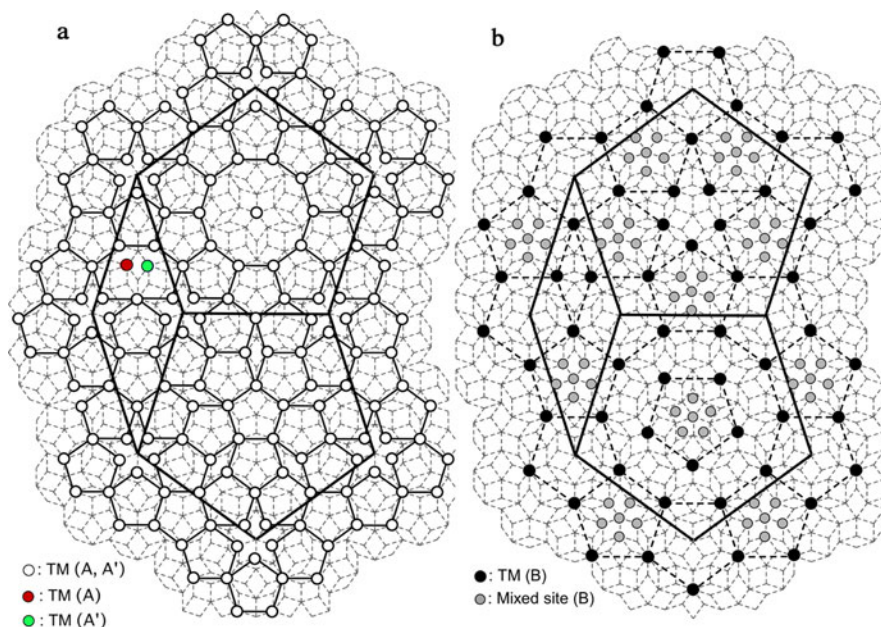 a
b
: TM (A, A')
: TM (A)
: TM (A')
: TM (B)
: Mixed site (B)